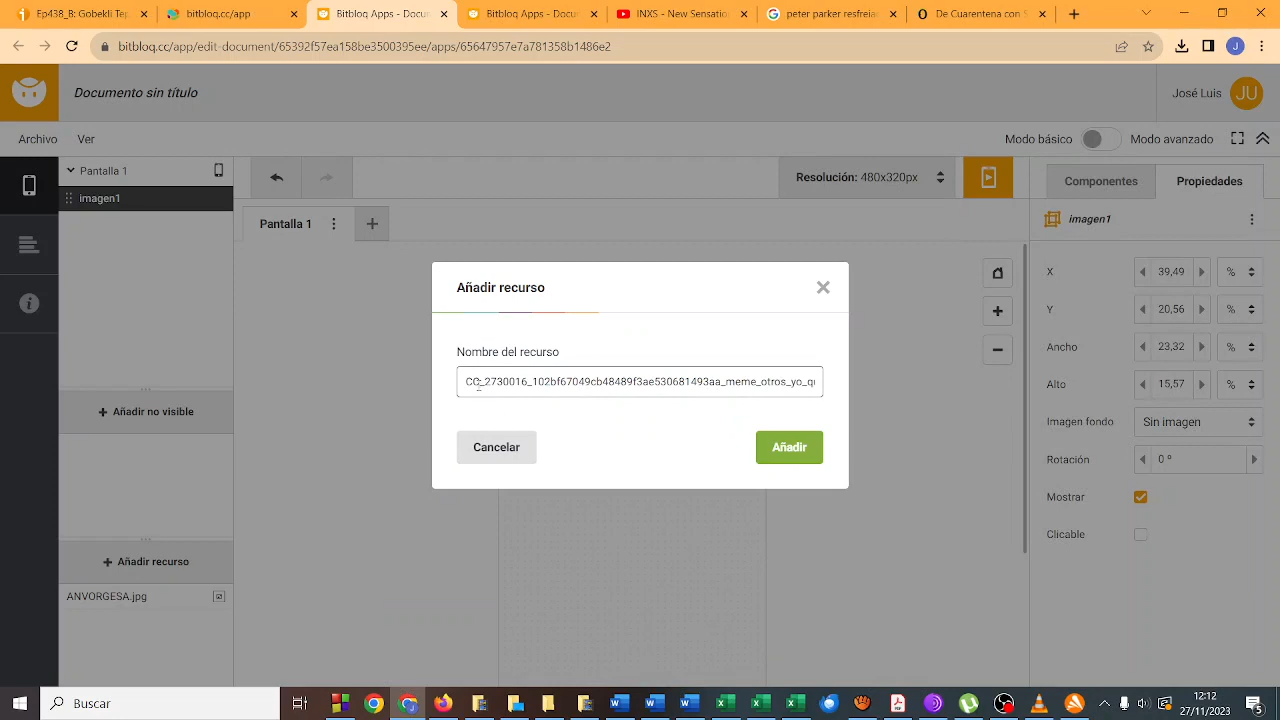 Ep438_B: Gobekli Tep
bitbloq.cc/app
Bitbloq Apps - Docum
Bitbloq Apps - Docum
INXS - New Sensatio
peter parker resfreia
De Cuarentena con S
bitbloq.cc/app/edit-document/65392f57ea158be3500395ee/apps/65647957e7a781358b1486e2
J
Documento sin título
José Luis
JU
Archivo
Ver
Modo básico
Modo avanzado
Pantalla 1
imagen1
Resolución: 480x320px
Componentes
Propiedades
Pantalla 1
imagen1
Añadir recurso
X
39,49
%
Nombre del recurso
Y
20,56
%
CC_2730016_102bf67049cb48489f3ae530681493aa_meme_otros_yo_q
Ancho
23,32
%
Alto
15,57
%
Añadir no visible
Imagen fondo
Sin imagen
Cancelar
Añadir
Rotación
0 º
Mostrar
Clicable
Añadir recurso
ANVORGESA.jpg
Buscar
12:12
27/11/2023